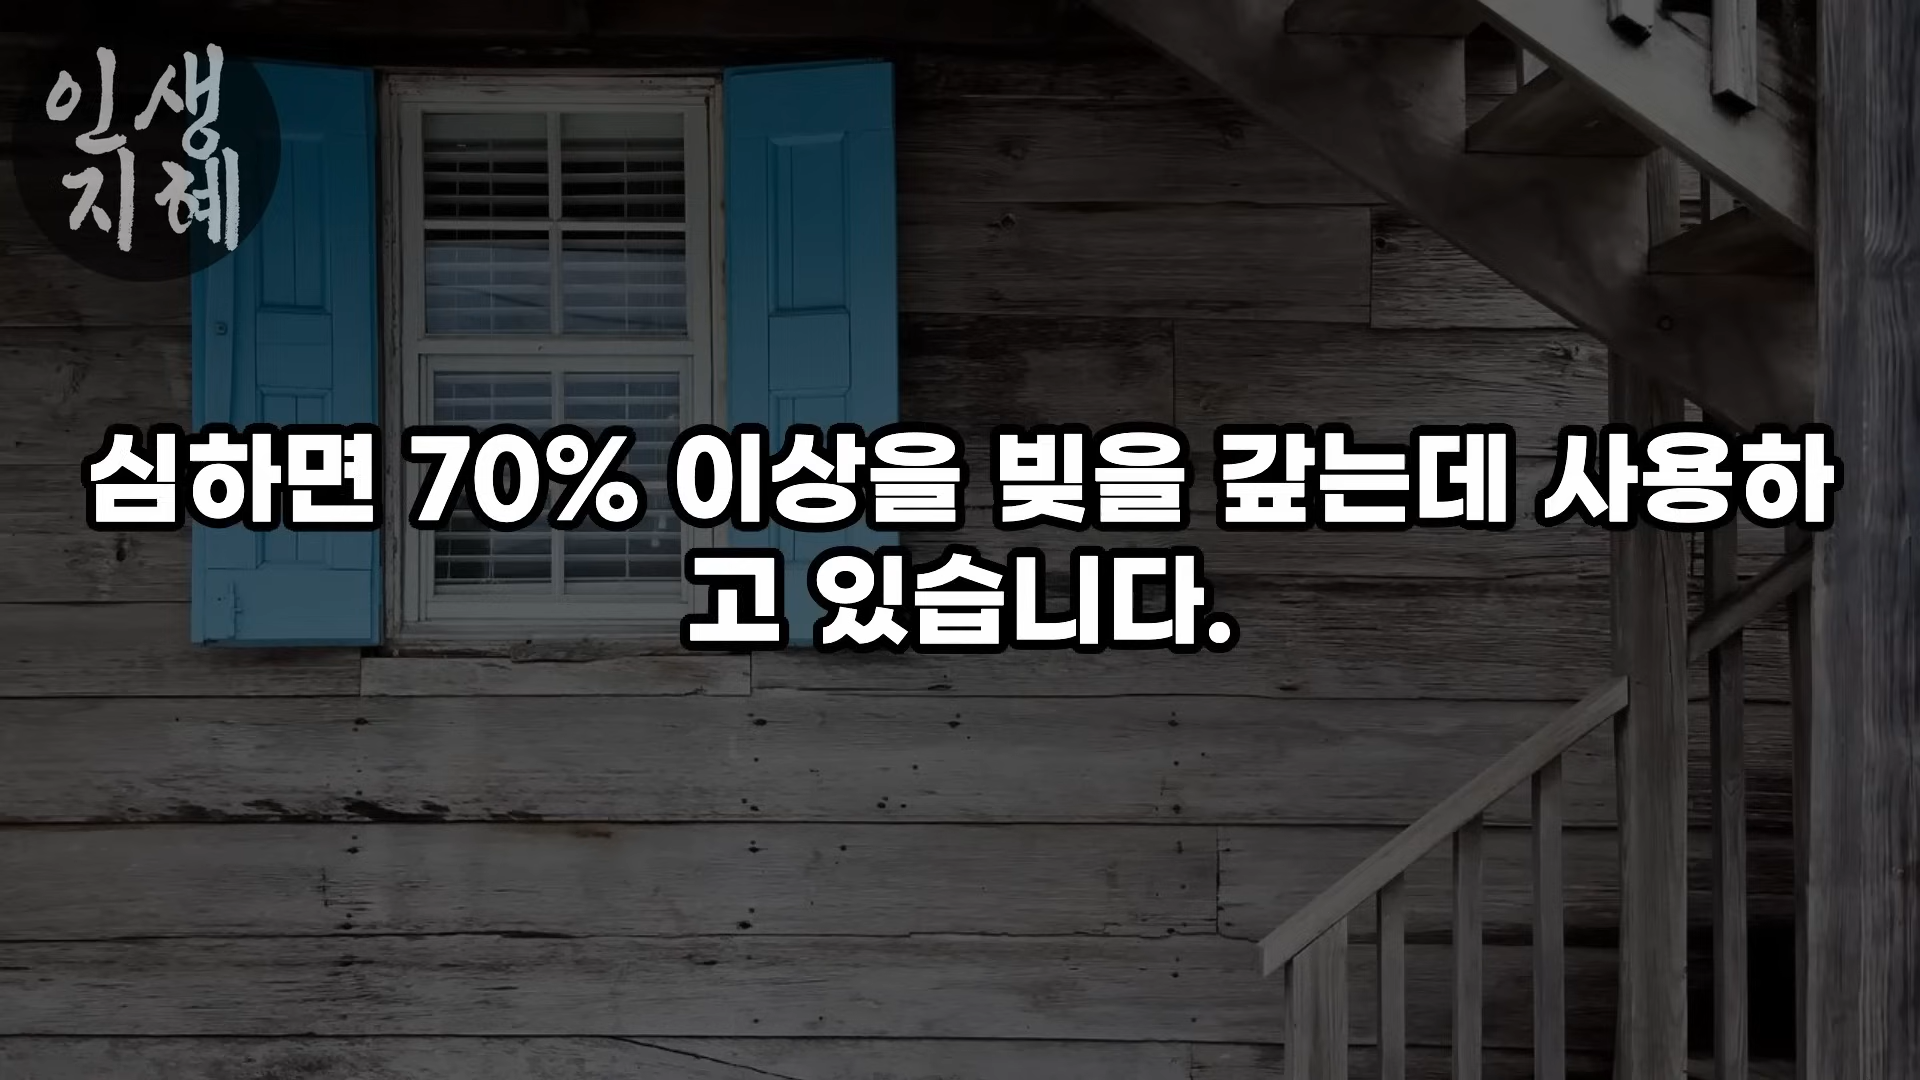 인생
지혜
심하면 70% 이상을 빚을 갚는데 사용하
고 있습니다.